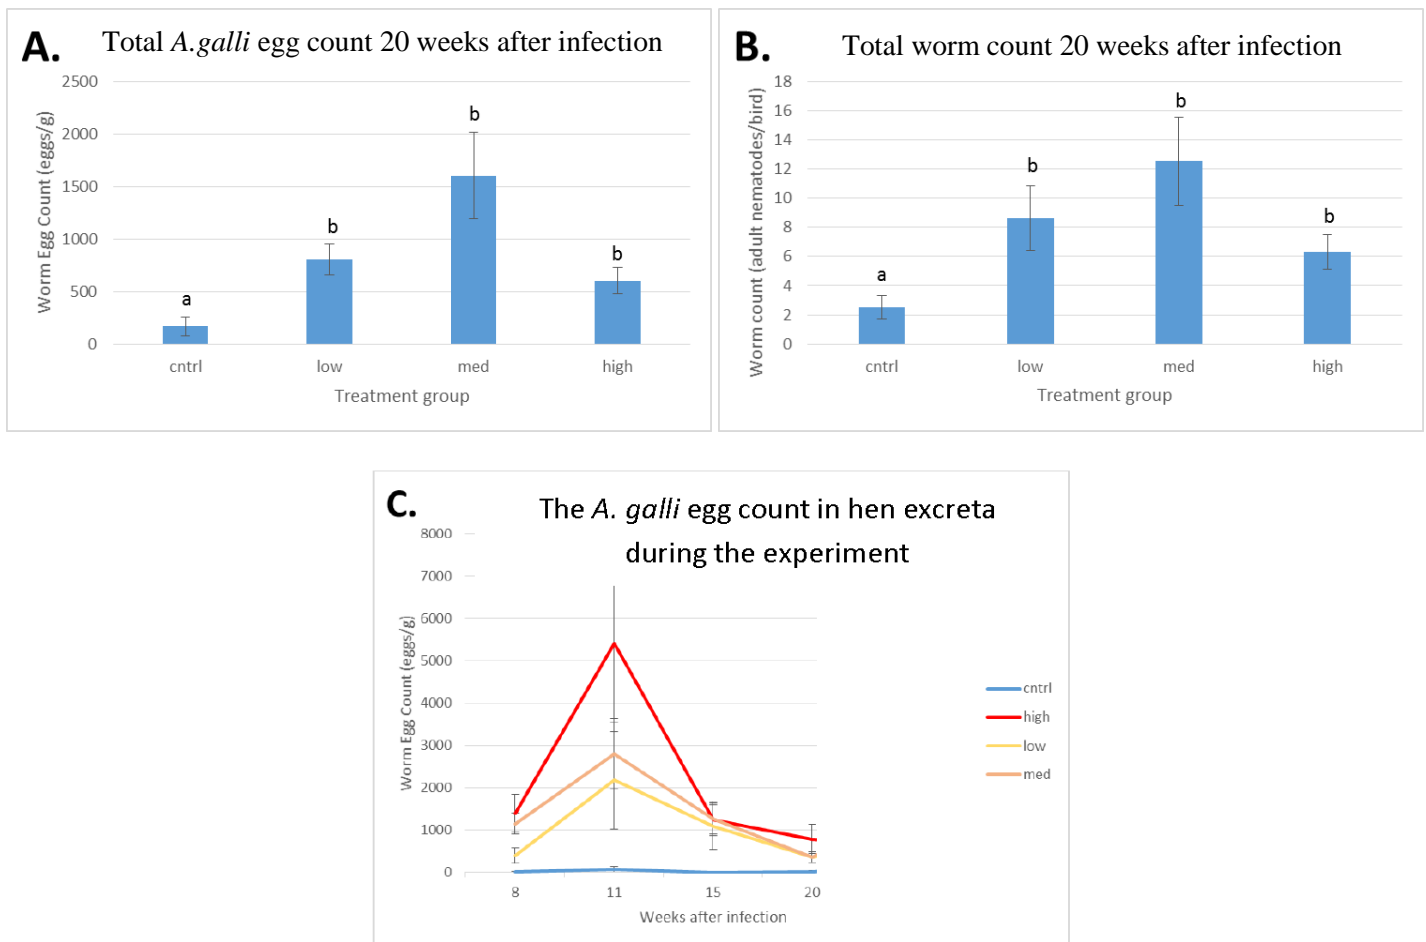 A.
Total A.galli egg count 20 weeks after infection
2500
2000
1500
1000
500
0
Worm Egg Count (eggs/g)
a
b
b
b
cntrl
low
med
high
Treatment group
B.
Total worm count 20 weeks after infection
18
16
14
12
10
8
6
4
2
0
Worm count (adult nematodes/bird)
a
b
b
b
cntrl
low
med
high
Treatment group
C.
The A. galli egg count in hen excreta
during the experiment
8000
7000
6000
5000
4000
3000
2000
1000
0
Worm Egg Count (eggs/g)
8
11
15
20
Weeks after infection
cntrl
high
low
med